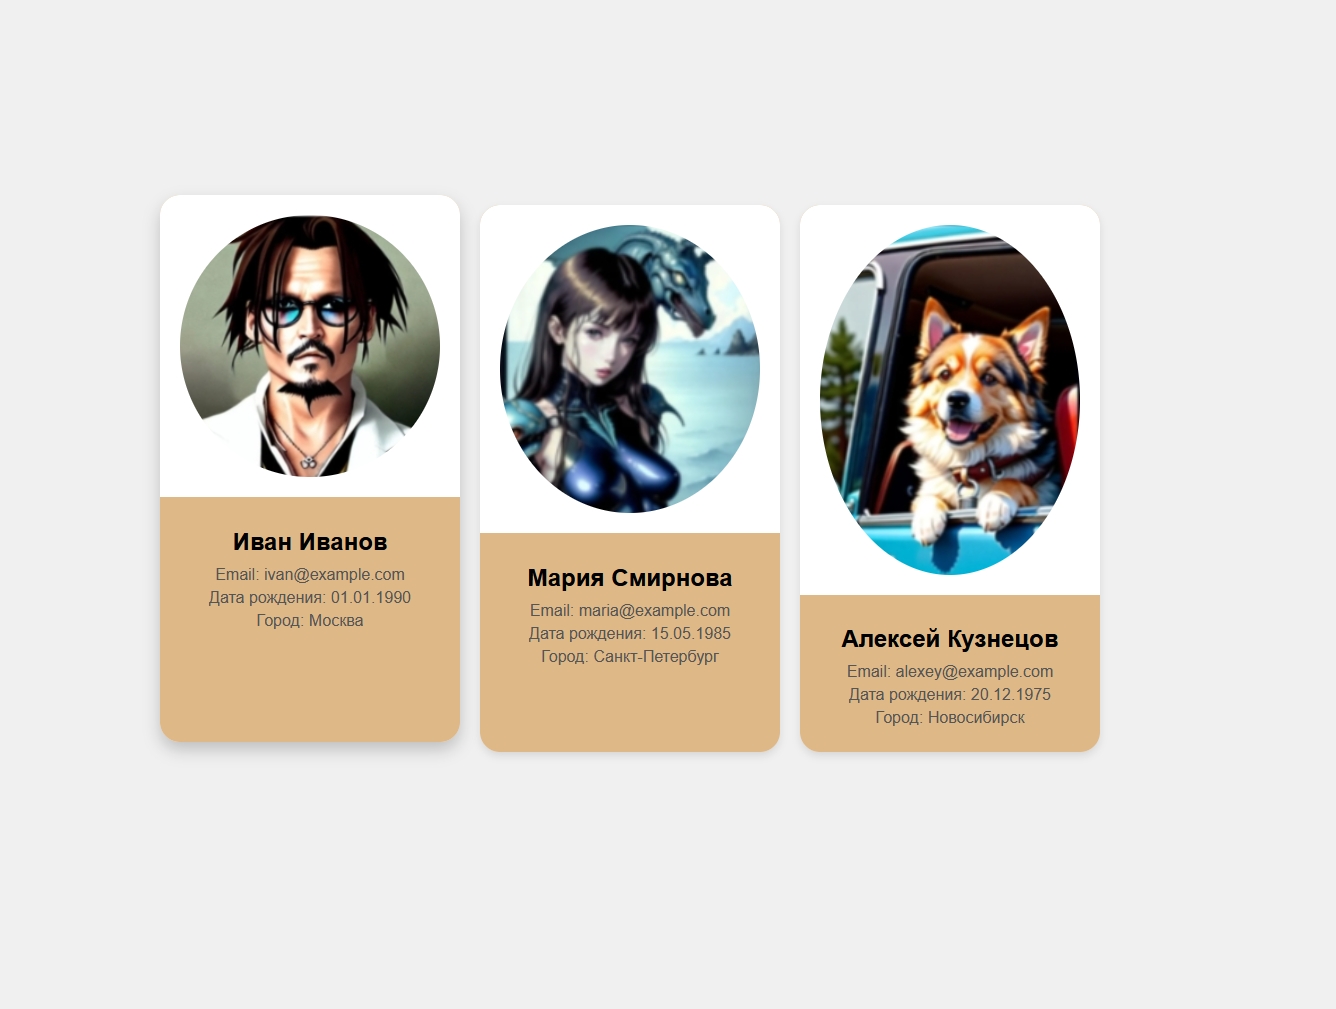 Иван Иванов
Email: ivan@example.com
Дата рождения: 01.01.1990
Город: Москва
Мария Смирнова
Email: maria@example.com
Дата рождения: 15.05.1985
Город: Санкт-Петербург
Алексей Кузнецов
Email: alexey@example.com
Дата рождения: 20.12.1975
Город: Новосибирск